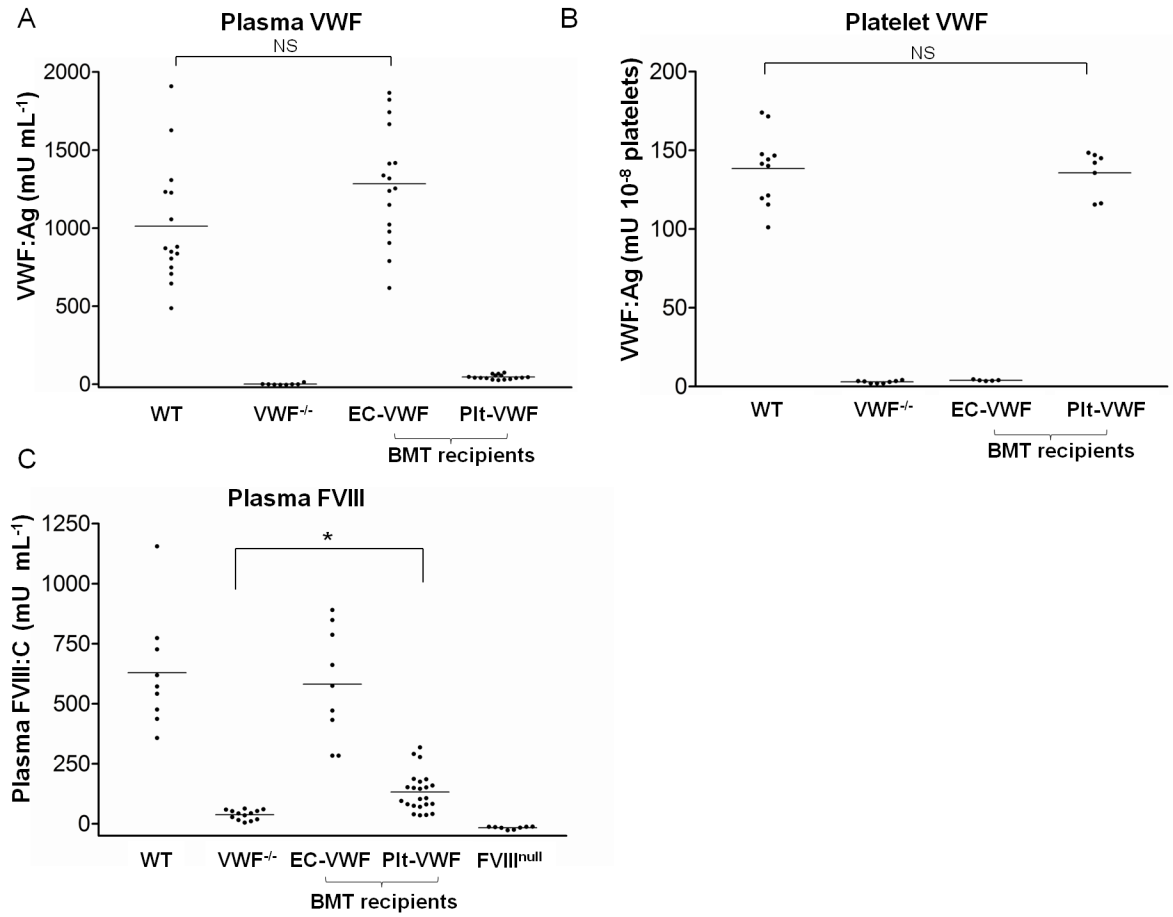 A
Plasma VWF
NS
VWF:Ag (mU mL⁻¹)
2000
1500
1000
500
0
WT
VWF⁻/⁻
EC-VWF
Plt-VWF
BMT recipients
B
Platelet VWF
NS
VWF:Ag (mU 10⁻⁸ platelets)
200
150
100
50
0
WT
VWF⁻/⁻
EC-VWF
Plt-VWF
BMT recipients
C
Plasma FVIII
*
Plasma FVIII:C (mU mL⁻¹)
1250
1000
750
500
250
0
WT
VWF⁻/⁻
EC-VWF
Plt-VWF
FVIIIⁿᵘˡˡ
BMT recipients